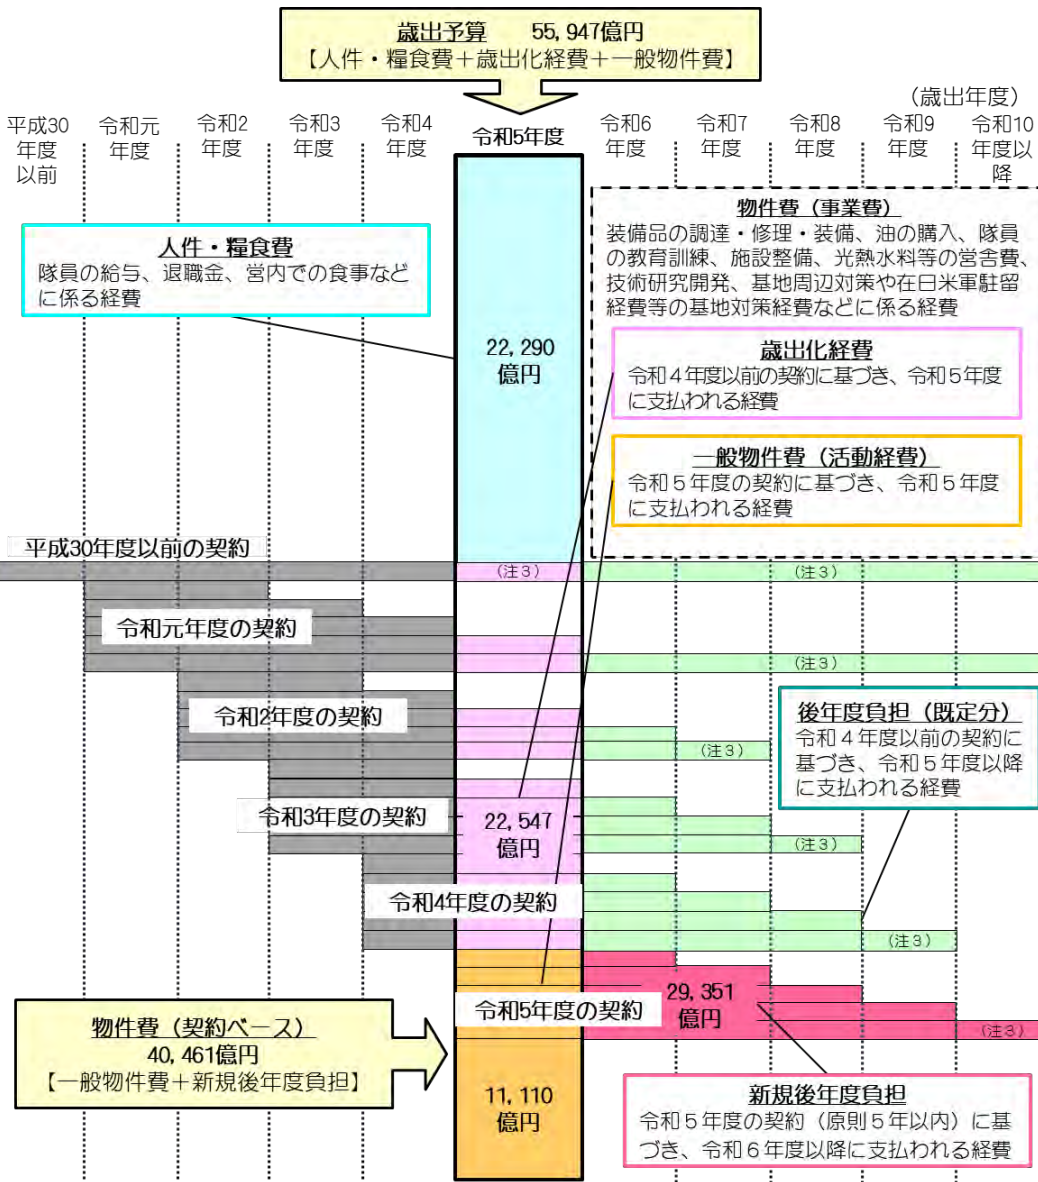 歳出予算　55,947億円
【人件・糧食費＋歳出化経費＋一般物件費】
（歳出年度）
平成30
年度
以前
令和元
年度
令和2
年度
令和3
年度
令和4
年度
令和5年度
令和6
年度
令和7
年度
令和8
年度
令和9
年度
令和10
年度以
降
人件・糧食費
隊員の給与、退職金、営内での食事など
に係る経費
22,290
億円
物件費（事業費）
装備品の調達・修理・装備、油の購入、隊員
の教育訓練、施設整備、光熱水料等の営舎費、
技術研究開発、基地周辺対策や在日米軍駐留
経費等の基地対策経費などに係る経費
歳出化経費
令和４年度以前の契約に基づき、令和５年度
に支払われる経費
一般物件費（活動経費）
令和５年度の契約に基づき、令和５年度
に支払われる経費
平成30年度以前の契約
（注３）
（注３）
令和元年度の契約
（注３）
令和2年度の契約
（注３）
後年度負担（既定分）
令和４年度以前の契約に
基づき、令和５年度以降
に支払われる経費
令和3年度の契約
22,547
億円
（注３）
令和4年度の契約
（注３）
令和5年度の契約
29,351
億円
（注３）
物件費（契約ベース）
40,461億円
【一般物件費＋新規後年度負担】
11,110
億円
新規後年度負担
令和５年度の契約（原則５年以内）に基
づき、令和６年度以降に支払われる経費